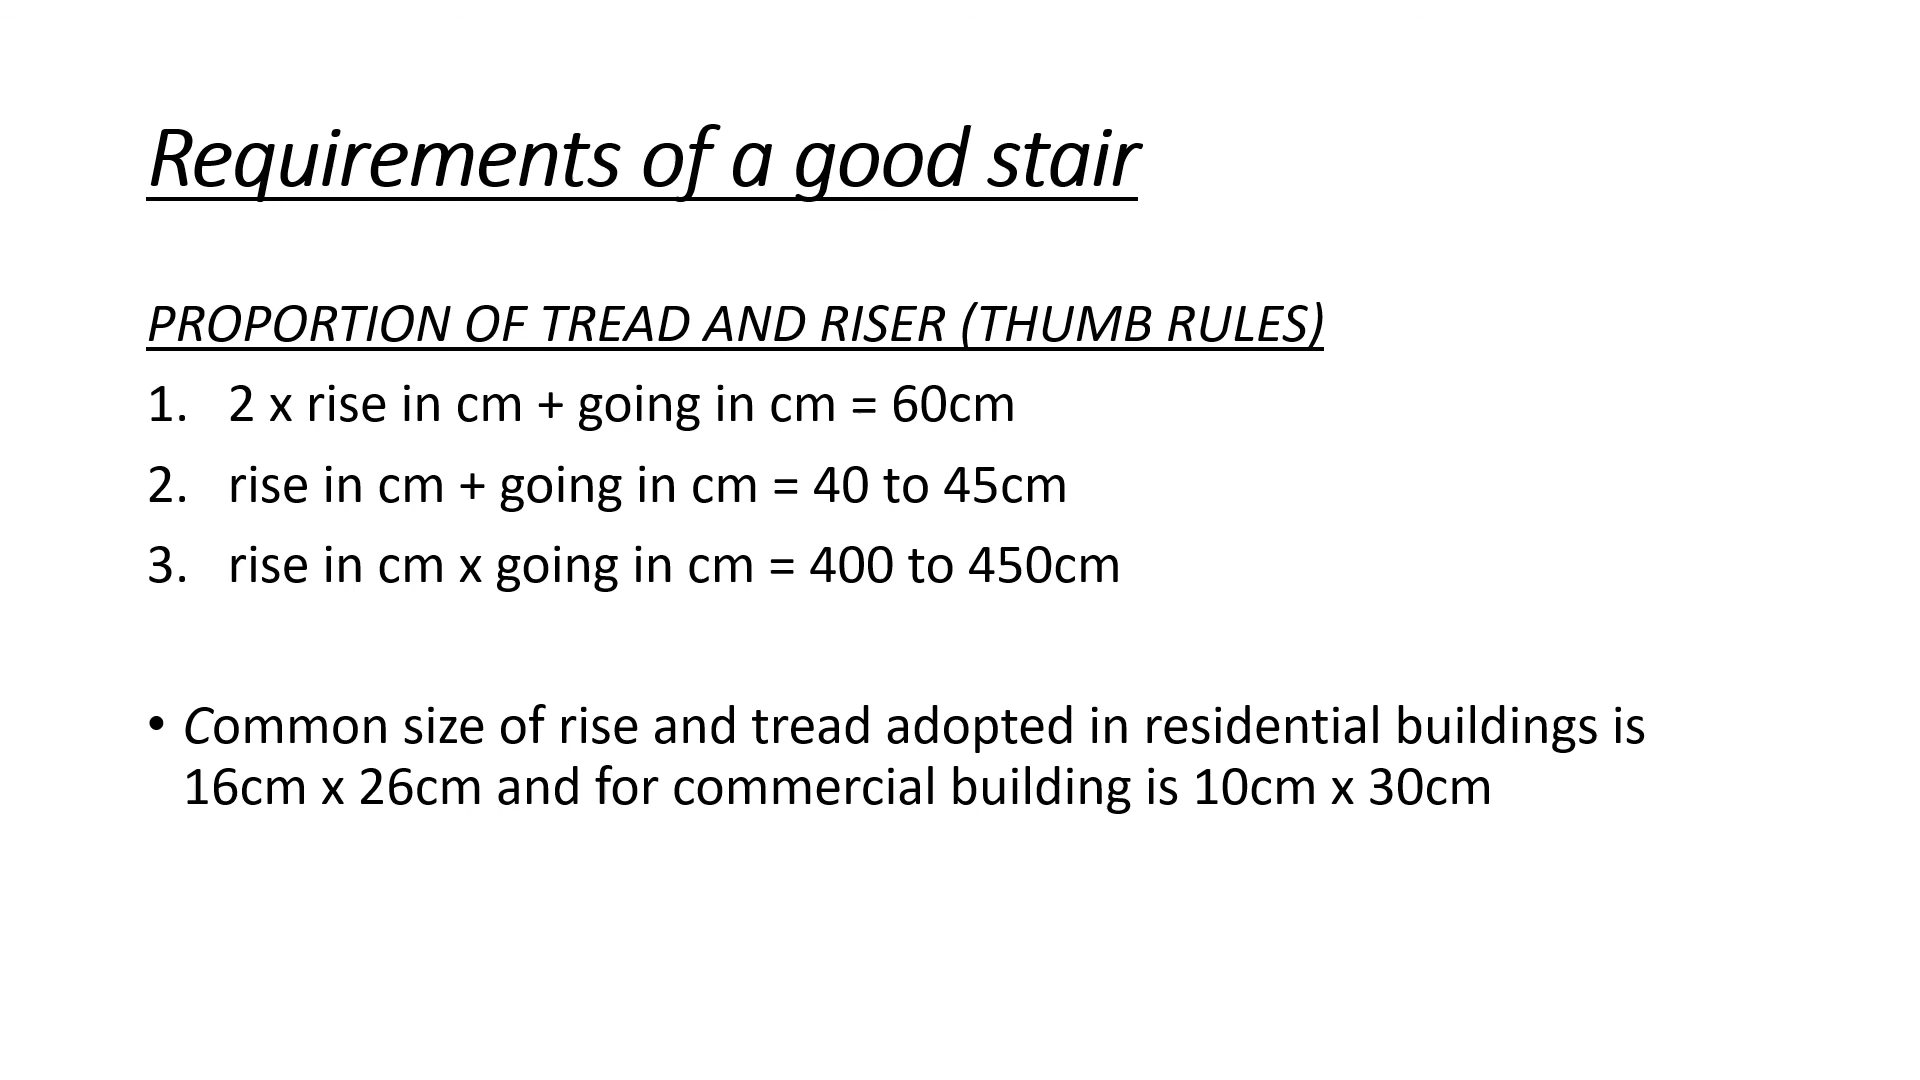 Requirements of a good stair
PROPORTION OF TREAD AND RISER (THUMB RULES)
1. 2 x rise in cm + going in cm = 60cm
2. rise in cm + going in cm = 40 to 45cm
3. rise in cm x going in cm = 400 to 450cm
• Common size of rise and tread adopted in residential buildings is
16cm x 26cm and for commercial building is 10cm x 30cm